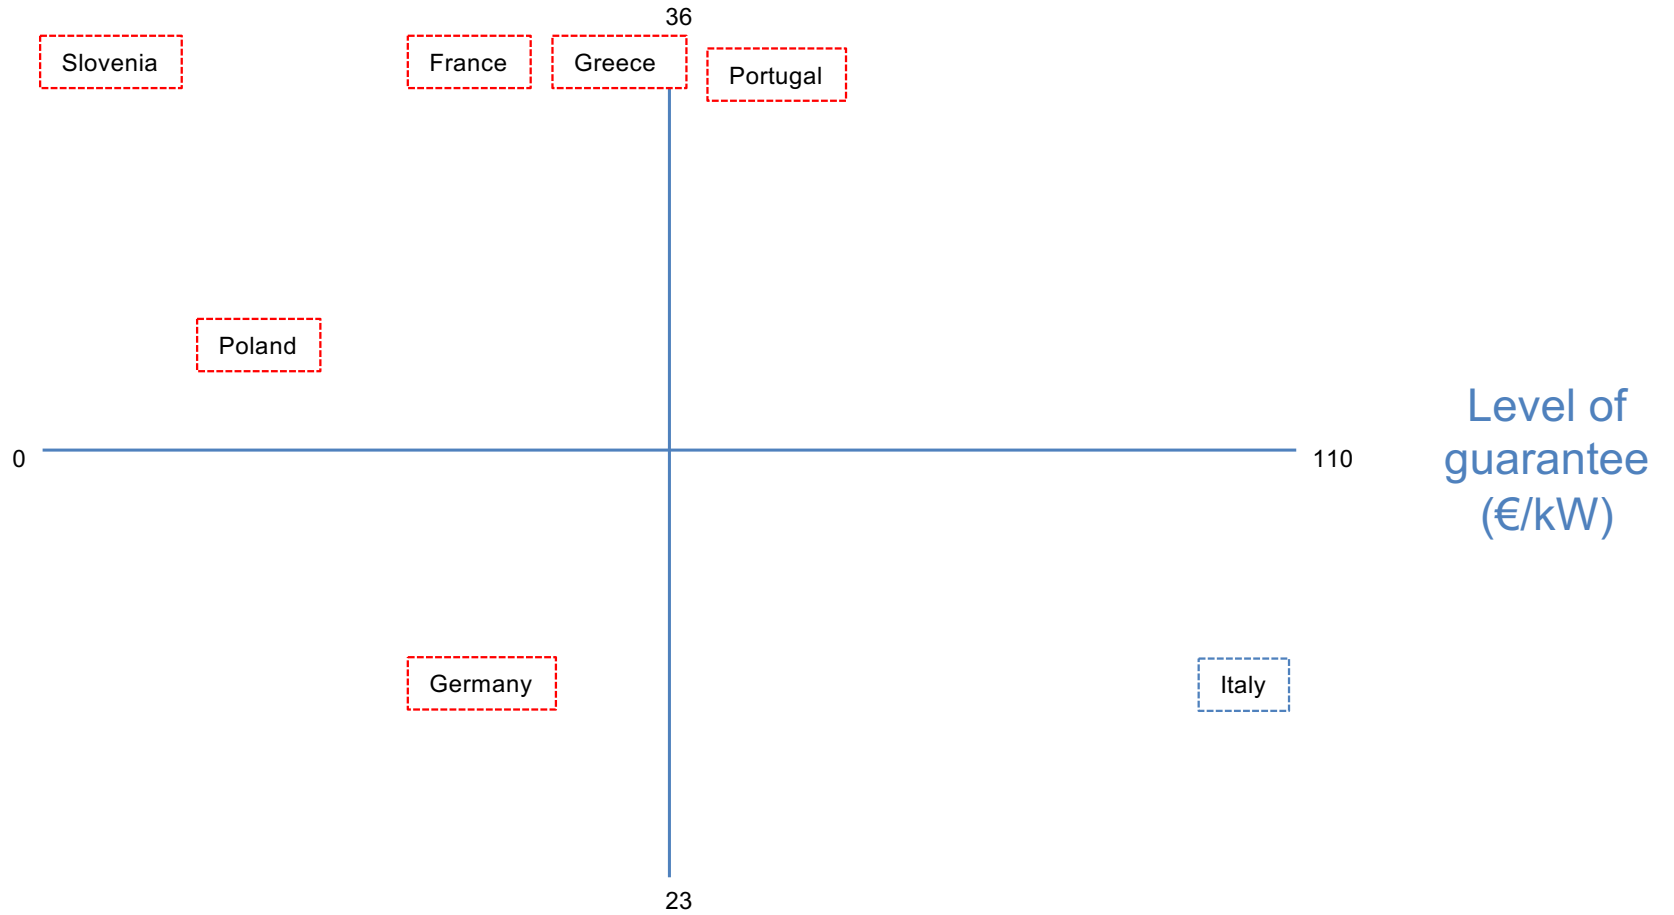 36
Slovenia
France
Greece
Portugal
Poland
Level of
guarantee
(€/kW)
0
110
Germany
Italy
23